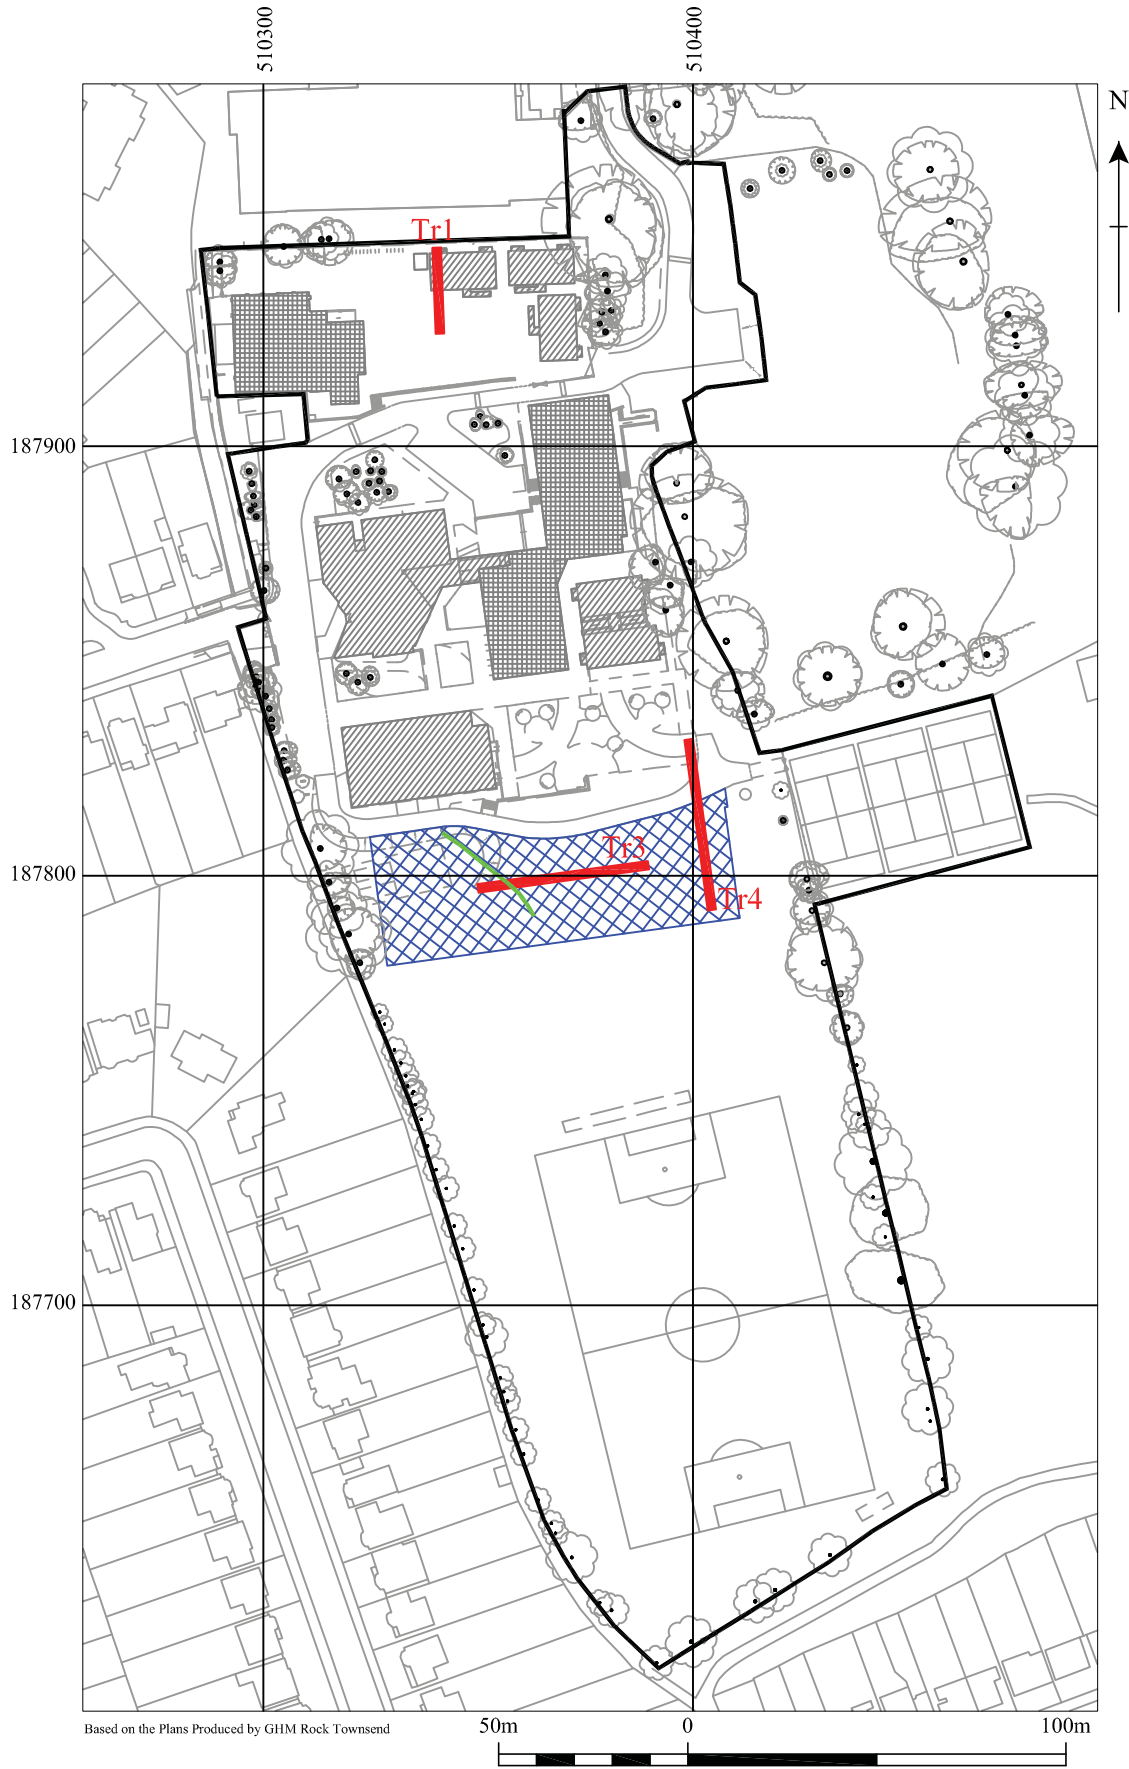 510300
510400
N
Tr1
187900
Tr3
187800
Tr4
187700
Based on the Plans Produced by GHM Rock Townsend
50m 0 100m